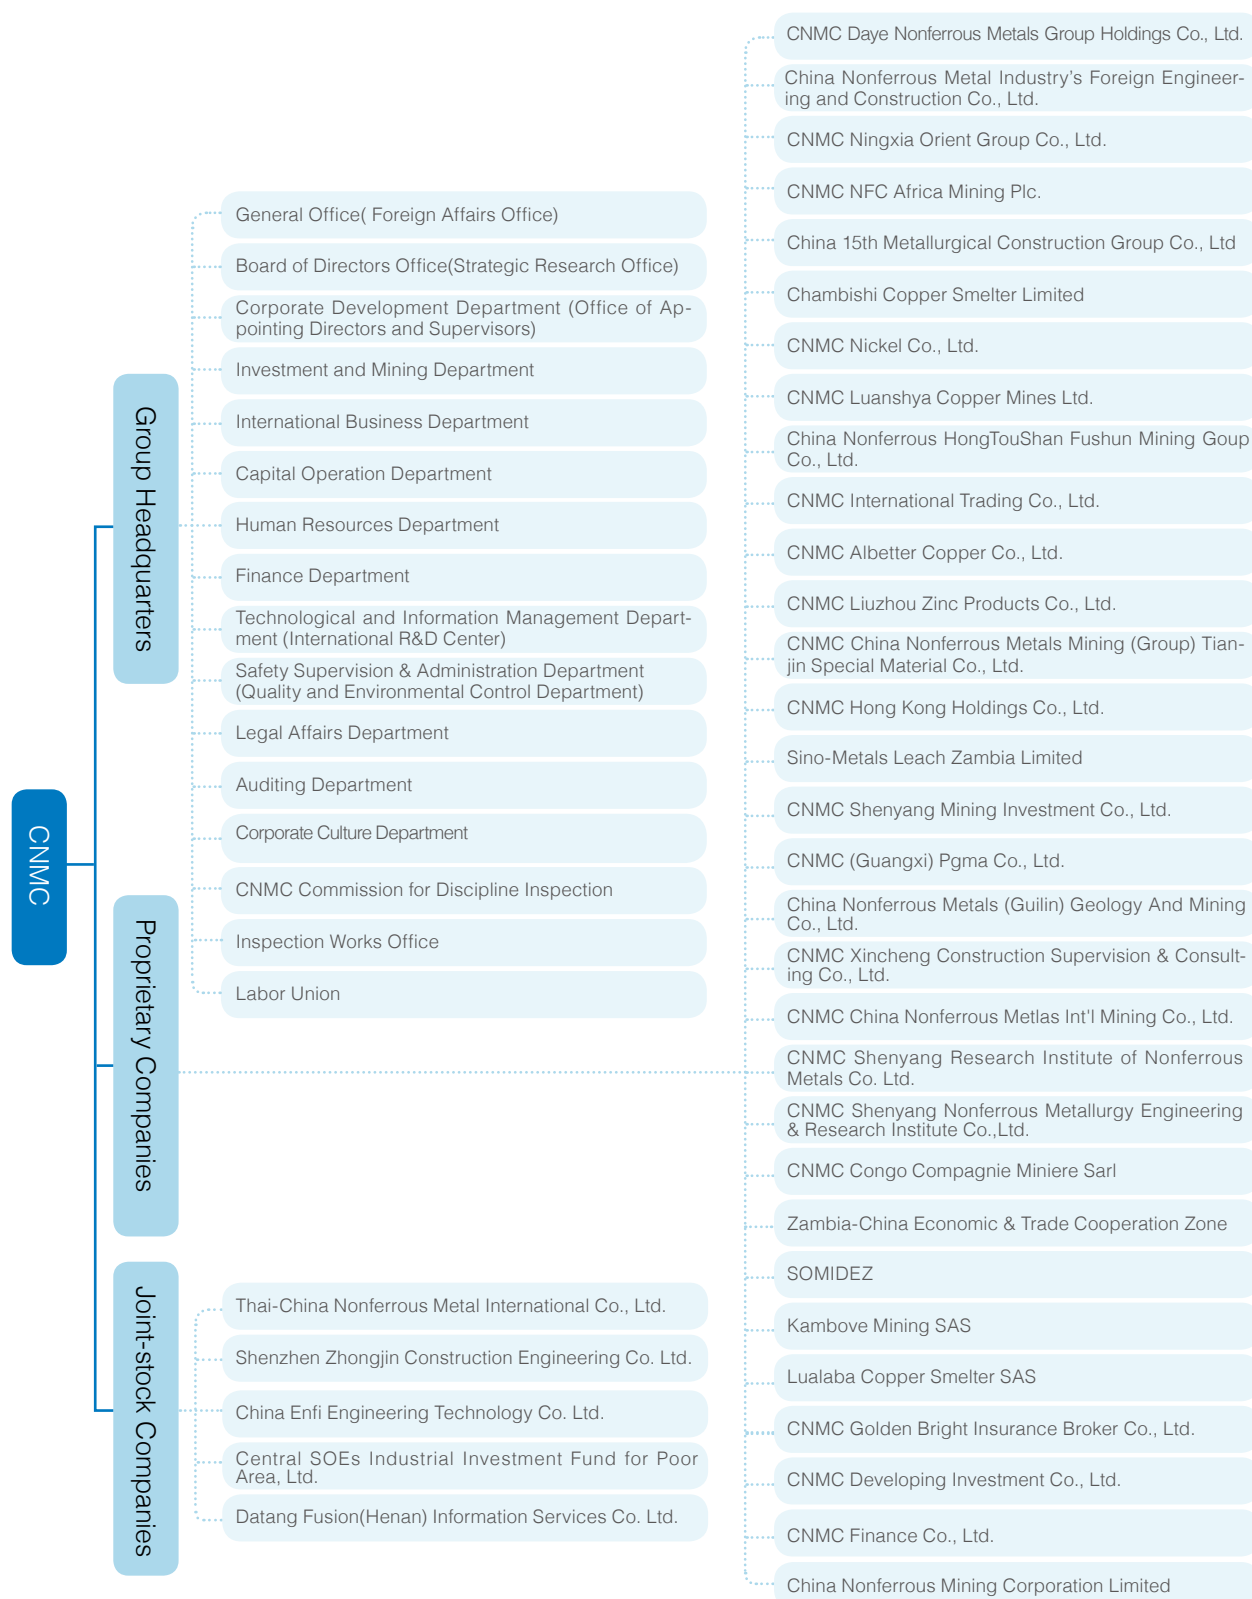 CNMC
Group Headquarters
General Office( Foreign Affairs Office)
Board of Directors Office(Strategic Research Office)
Corporate Development Department (Office of Ap-
pointing Directors and Supervisors)
Investment and Mining Department
International Business Department
Capital Operation Department
Human Resources Department
Finance Department
Technological and Information Management Depart-
ment (International R&D Center)
Safety Supervision & Administration Department
(Quality and Environmental Control Department)
Legal Affairs Department
Auditing Department
Corporate Culture Department
CNMC Commission for Discipline Inspection
Inspection Works Office
Labor Union
Proprietary Companies
CNMC Daye Nonferrous Metals Group Holdings Co., Ltd.
China Nonferrous Metal Industry's Foreign Engineer-
ing and Construction Co., Ltd.
CNMC Ningxia Orient Group Co., Ltd.
CNMC NFC Africa Mining Plc.
China 15th Metallurgical Construction Group Co., Ltd
Chambishi Copper Smelter Limited
CNMC Nickel Co., Ltd.
CNMC Luanshya Copper Mines Ltd.
China Nonferrous HongTouShan Fushun Mining Goup
Co., Ltd.
CNMC International Trading Co., Ltd.
CNMC Albetter Copper Co., Ltd.
CNMC Liuzhou Zinc Products Co., Ltd.
CNMC China Nonferrous Metals Mining (Group) Tian-
jin Special Material Co., Ltd.
CNMC Hong Kong Holdings Co., Ltd.
Sino-Metals Leach Zambia Limited
CNMC Shenyang Mining Investment Co., Ltd.
CNMC (Guangxi) Pgma Co., Ltd.
China Nonferrous Metals (Guilin) Geology And Mining
Co., Ltd.
CNMC Xincheng Construction Supervision & Consult-
ing Co., Ltd.
CNMC China Nonferrous Metlas Int'l Mining Co., Ltd.
CNMC Shenyang Research Institute of Nonferrous
Metals Co. Ltd.
CNMC Shenyang Nonferrous Metallurgy Engineering
& Research Institute Co.,Ltd.
CNMC Congo Compagnie Miniere Sarl
Zambia-China Economic & Trade Cooperation Zone
SOMIDEZ
Kambove Mining SAS
Lualaba Copper Smelter SAS
CNMC Golden Bright Insurance Broker Co., Ltd.
CNMC Developing Investment Co., Ltd.
CNMC Finance Co., Ltd.
China Nonferrous Mining Corporation Limited
Joint-stock Companies
Thai-China Nonferrous Metal International Co., Ltd.
Shenzhen Zhongjin Construction Engineering Co. Ltd.
China Enfi Engineering Technology Co. Ltd.
Central SOEs Industrial Investment Fund for Poor
Area, Ltd.
Datang Fusion(Henan) Information Services Co. Ltd.